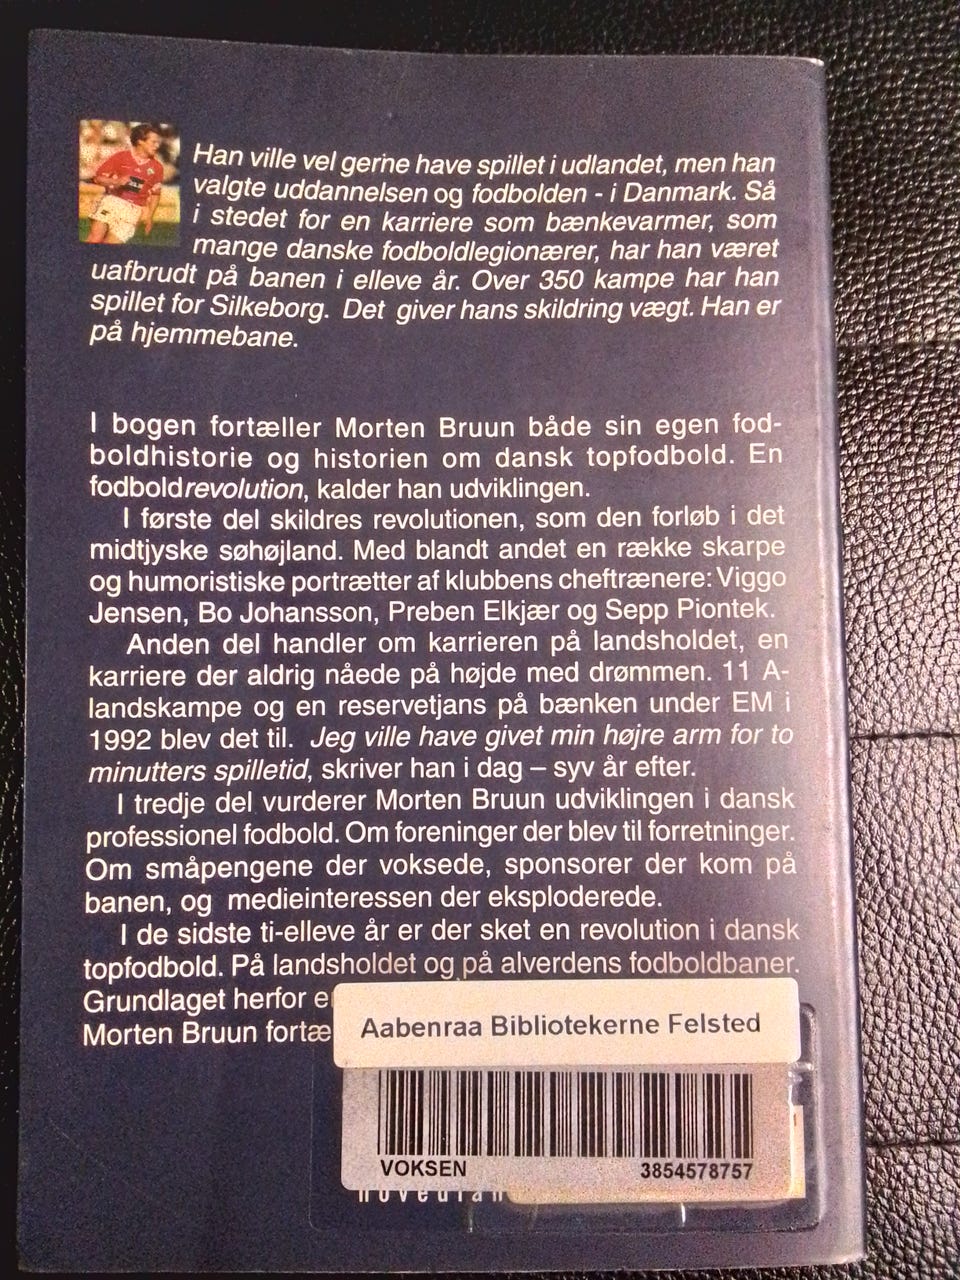 Han ville vel gerne have spillet i udlandet, men han
valgte uddannelsen og fodbolden - i Danmark. Så
i stedet for en karriere som bænkevarmer, som
mange danske fodboldlegionærer, har han været
uafbrudt på banen i elleve år. Over 350 kampe har han
spillet for Silkeborg. Det giver hans skildring vægt. Han er
på hjemmebane.
I bogen fortæller Morten Bruun både sin egen fod-
boldhistorie og historien om dansk topfodbold. En
fodboldrevolution, kalder han udviklingen.
I første del skildres revolutionen, som den forløb i det
midtjyske søhøjland. Med blandt andet en række skarpe
og humoristiske portrætter af klubbens cheftrænere: Viggo
Jensen, Bo Johansson, Preben Elkjær og Sepp Piontek.
Anden del handler om karrieren på landsholdet, en
karriere der aldrig nåede på højde med drømmen. 11 A-
landskampe og en reservetjans på bænken under EM i
1992 blev det til. Jeg ville have givet min højre arm for to
minutters spilletid, skriver han i dag – syv år efter.
I tredje del vurderer Morten Bruun udviklingen i dansk
professionel fodbold. Om foreninger der blev til forretninger.
Om småpengene der voksede, sponsorer der kom på
banen, og medieinteressen der eksploderede.
I de sidste ti-elleve år er der sket en revolution i dansk
topfodbold. På landsholdet og på alverdens fodboldbaner.
Grundlaget herfor
Morten Bruun
Aabenraa Bibliotekerne Felsted
VOKSEN 3854578757